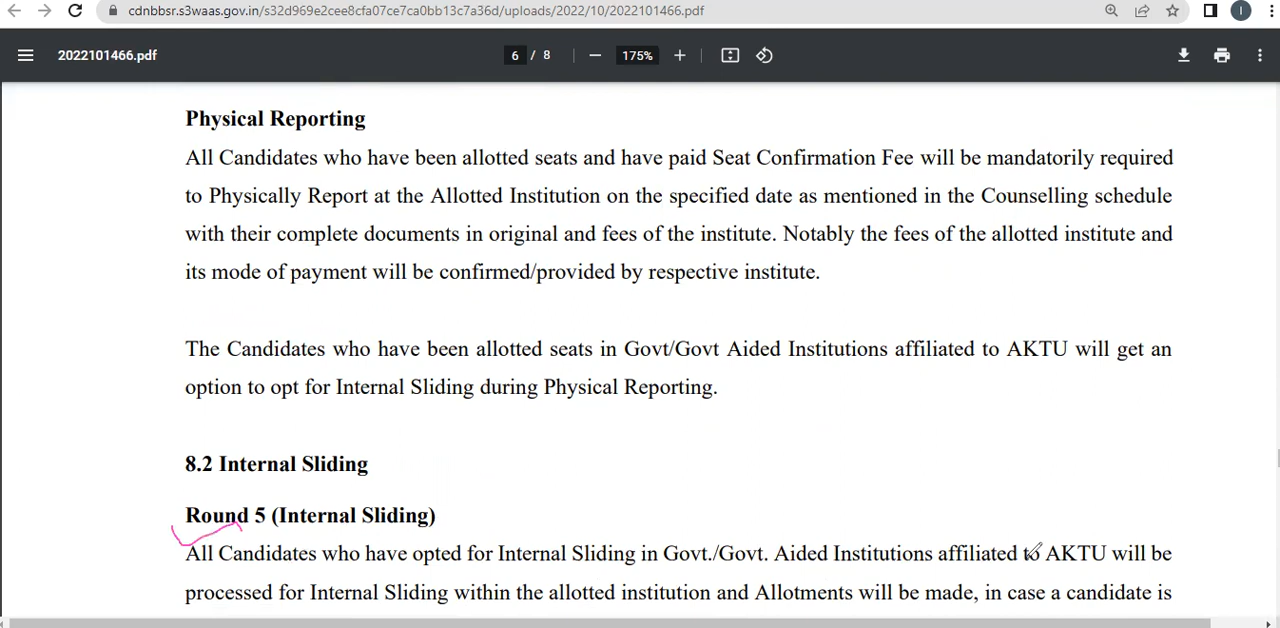 cdnbbsr.s3waas.gov.in/s32d969e2cee8cfa07ce7ca0bb13c7a36d/uploads/2022/10/2022101466.pdf
I
2022101466.pdf
6 / 8
175%
Physical Reporting
All Candidates who have been allotted seats and have paid Seat Confirmation Fee will be mandatorily required
to Physically Report at the Allotted Institution on the specified date as mentioned in the Counselling schedule
with their complete documents in original and fees of the institute. Notably the fees of the allotted institute and
its mode of payment will be confirmed/provided by respective institute.
The Candidates who have been allotted seats in Govt/Govt Aided Institutions affiliated to AKTU will get an
option to opt for Internal Sliding during Physical Reporting.
8.2 Internal Sliding
Round 5 (Internal Sliding)
All Candidates who have opted for Internal Sliding in Govt./Govt. Aided Institutions affiliated to AKTU will be
processed for Internal Sliding within the allotted institution and Allotments will be made, in case a candidate is